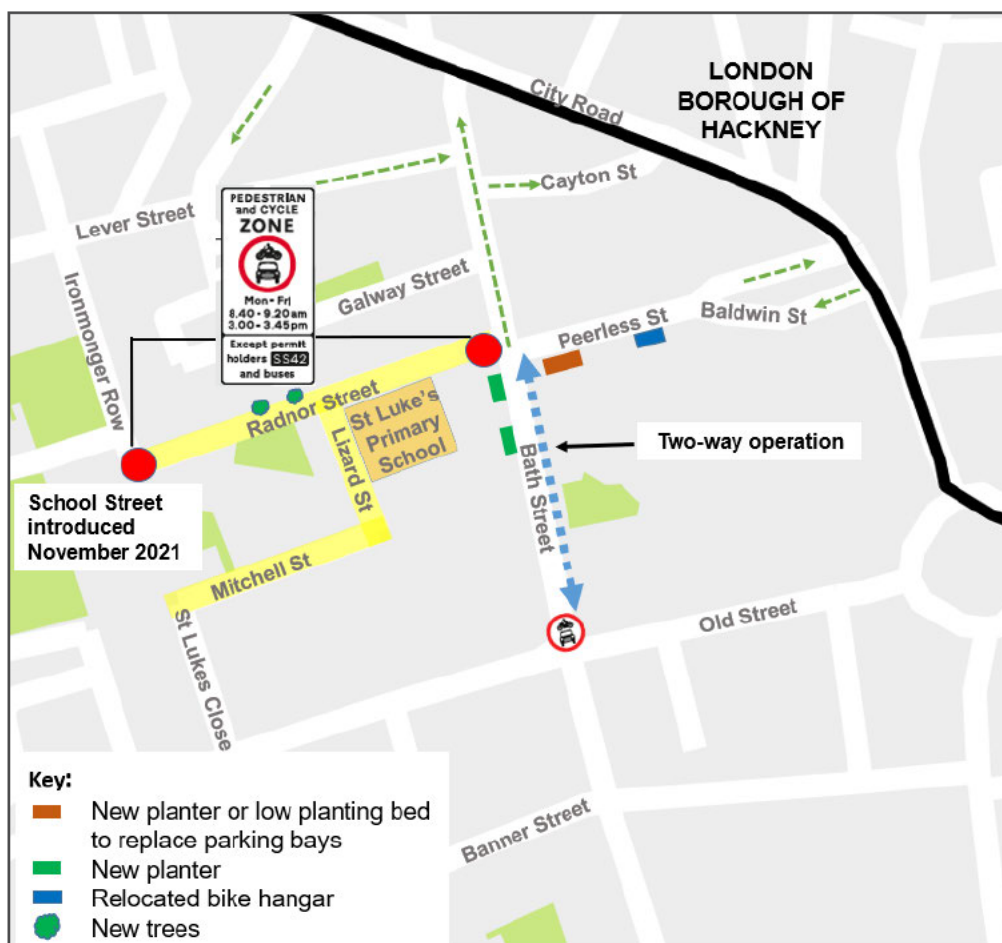 LONDON
BOROUGH OF
HACKNEY
City Road
Cayton St
Lever Street
PEDESTRIAN
and CYCLE
ZONE
Mon - Fri
8.40 - 9.20 am
3.00 - 3.45pm
Except permit
holders SS42
and buses
Ironmonger Row
Galway Street
Baldwin St
Peerless St
Radnor Street
St Luke's
Primary
School
Lizard St
Two-way operation
Bath Street
School Street
introduced
November 2021
Mitchell St
St Lukes Close
Old Street
Banner Street
Key:
New planter or low planting bed
to replace parking bays
New planter
Relocated bike hangar
New trees